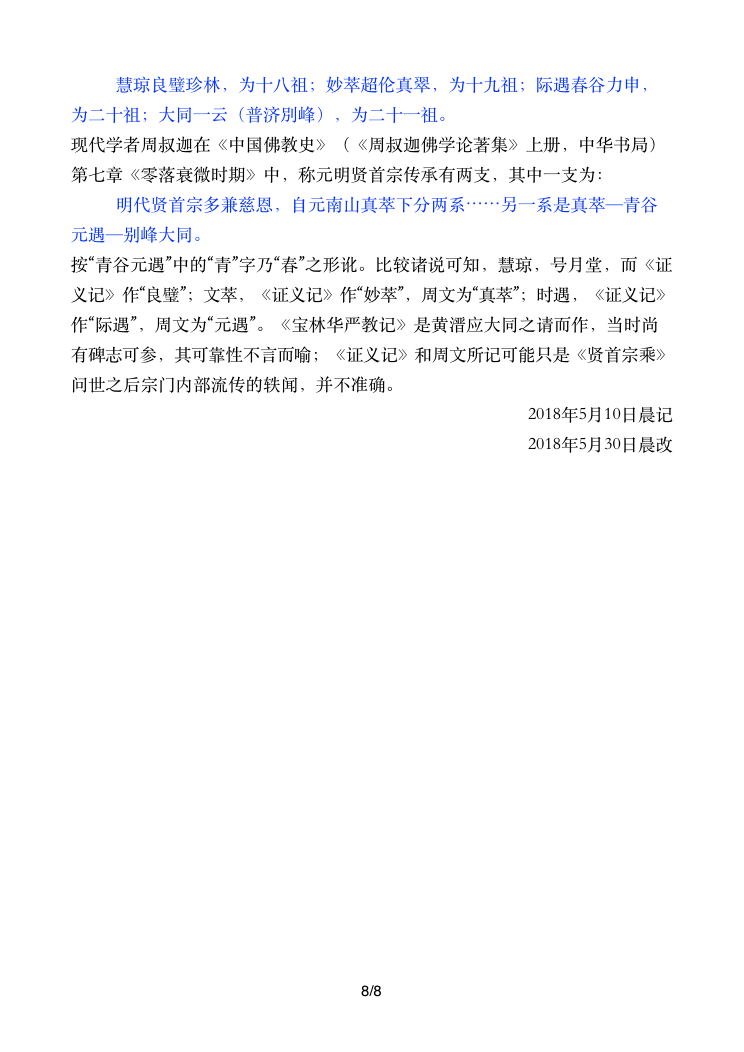 慧琼良璧珍林，为十八祖；妙萃超伦真翠，为十九祖；际遇春谷力申，
为二十祖；大同一云（普济別峰），为二十一祖。
现代学者周叔迦在《中国佛教史》（《周叔迦佛学论著集》上册，中华书局）
第七章《零落衰微时期》中，称元明贤首宗传承有两支，其中一支为：
明代贤首宗多兼慈恩，自元南山真萃下分两系……另一系是真萃—青谷
元遇—别峰大同。
按“青谷元遇”中的“青”字乃“春”之形讹。比较诸说可知，慧琼，号月堂，而《证
义记》作“良璧”；文萃，《证义记》作“妙萃”，周文为“真萃”；时遇，《证义记》
作“际遇”，周文为“元遇”。《宝林华严教记》是黄溍应大同之请而作，当时尚
有碑志可参，其可靠性不言而喻；《证义记》和周文所记可能只是《贤首宗乘》
问世之后宗门内部流传的轶闻，并不准确。
2018年5月10日晨记
2018年5月30日晨改
8/8